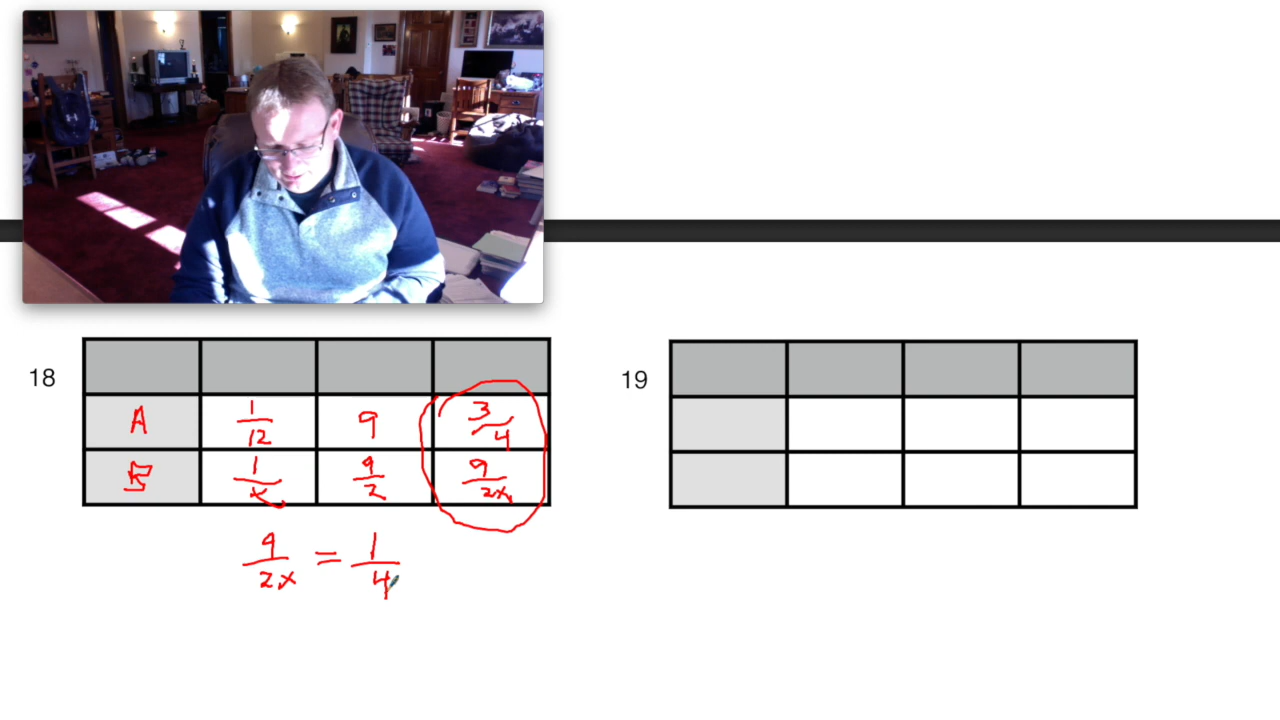 18
19
A 1/12 9 3/4
B 1/x 9/2 9/2x
9/2x = 1/4